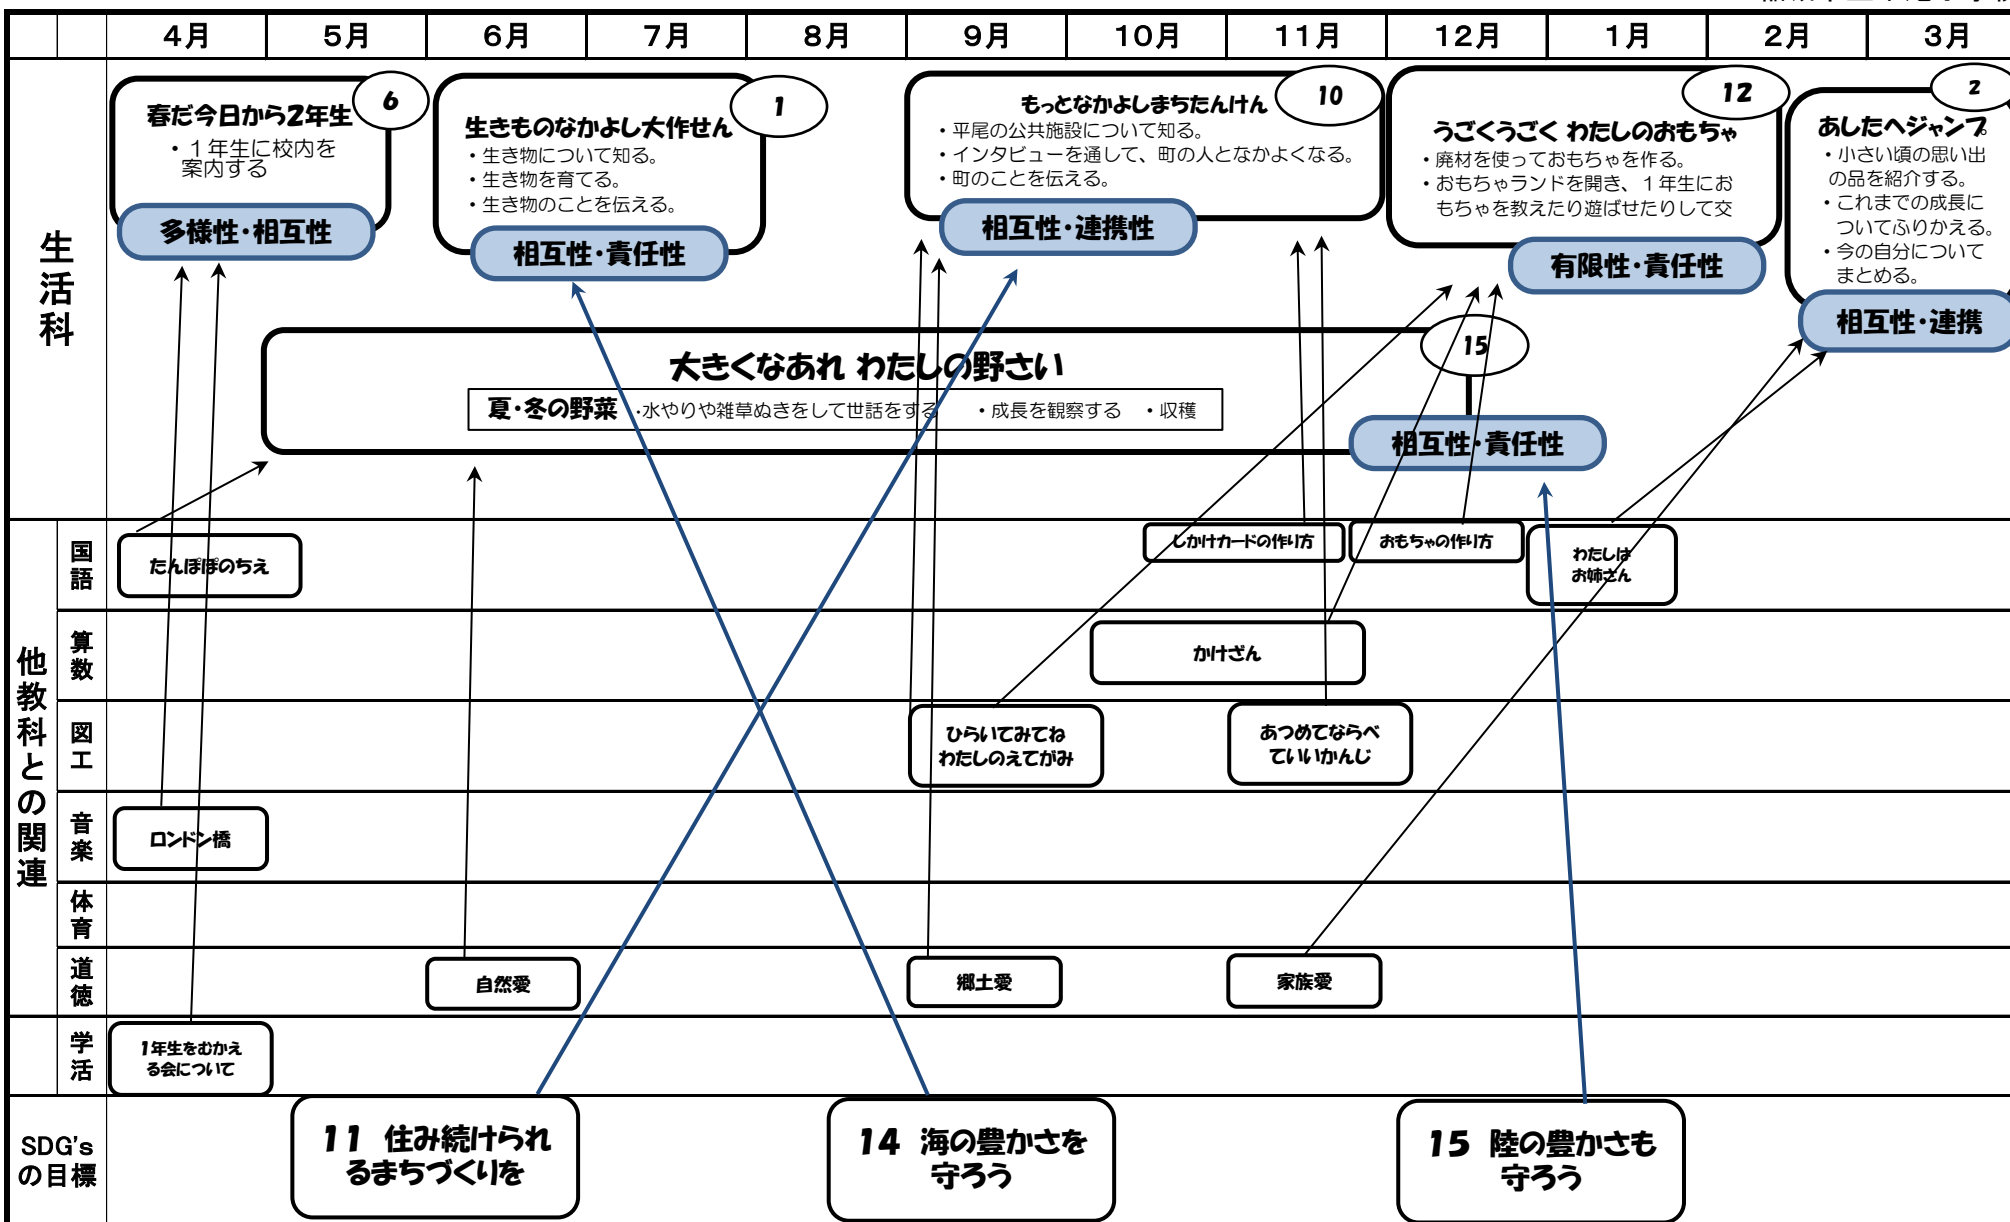 4月 5月 6月 7月 8月 9月 10月 11月 12月 1月 2月 3月
生活科
春だ今日から2年生
6
・１年生に校内を
案内する
多様性・相互性
生きものなかよし大作せん
1
・生き物について知る。
・生き物を育てる。
・生き物のことを伝える。
相互性・責任性
もっとなかよしまちたんけん
10
・平尾の公共施設について知る。
・インタビューを通して、町の人となかよくなる。
・町のことを伝える。
相互性・連携性
うごくうごく わたしのおもちゃ
12
・廃材を使っておもちゃを作る。
・おもちゃランドを開き、１年生にお
もちゃを教えたり遊ばせたりして交
有限性・責任性
あしたへジャンプ
2
・小さい頃の思い出
の品を紹介する。
・これまでの成長に
ついてふりかえる。
・今の自分について
まとめる。
相互性・連携
大きくなあれ わたしの野さい
15
夏・冬の野菜 ・水やりや雑草ぬきをして世話をする ・成長を観察する ・収穫
相互性・責任性
他教科との関連
国語
たんぽぽのちえ
しかけカードの作り方
おもちゃの作り方
わたしは
お姉さん
算数
かけざん
図工
ひらいてみてね
わたしのえてがみ
あつめてならべ
ていいかんじ
音楽
ロンドン橋
体育
道徳
自然愛
郷土愛
家族愛
学活
1年生をむかえ
る会について
SDG's
の目標
11 住み続けられ
るまちづくりを
14 海の豊かさを
守ろう
15 陸の豊かさも
守ろう